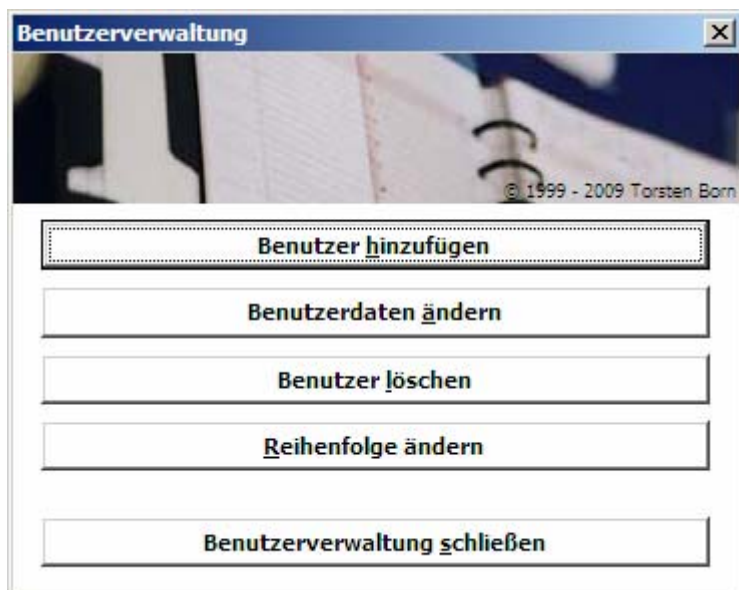 Benutzerverwaltung
© 1999 - 2009 Torsten Born
Benutzer hinzufügen
Benutzerdaten ändern
Benutzer löschen
Reihenfolge ändern
Benutzerverwaltung schließen